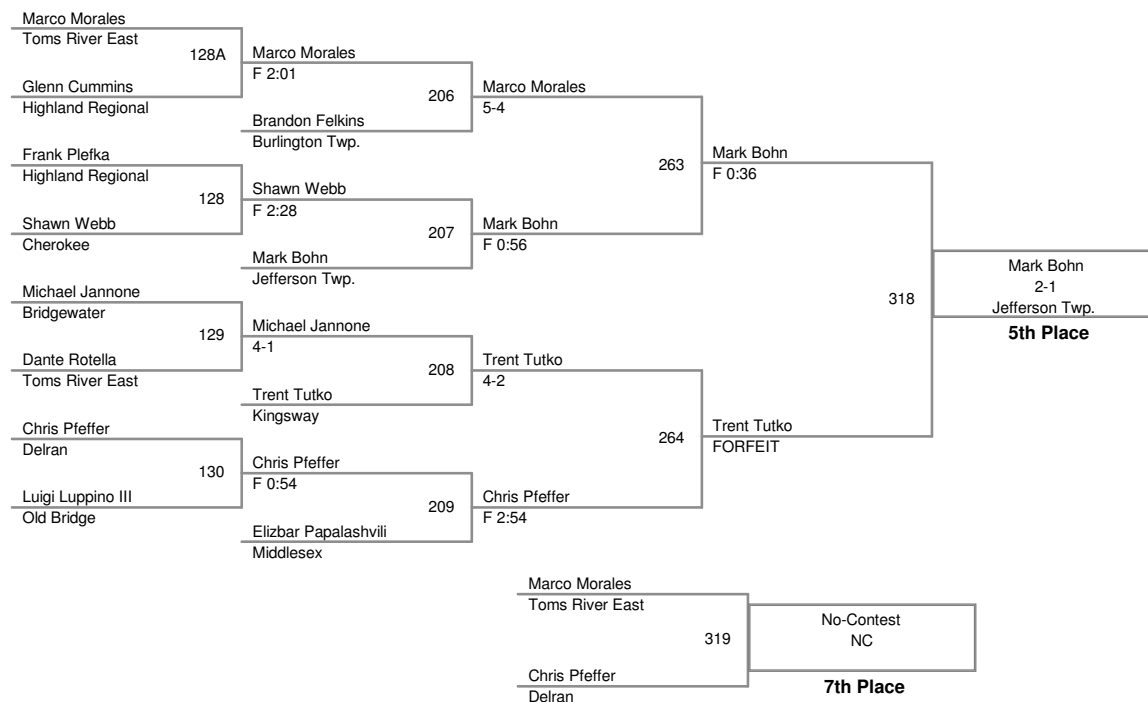 Marco Morales
Toms River East
128A
Glenn Cummins
Highland Regional
Frank Plefka
Highland Regional
128
Shawn Webb
Cherokee
Michael Jannone
Bridgewater
129
Dante Rotella
Toms River East
Chris Pfeffer
Delran
130
Luigi Luppino III
Old Bridge
Marco Morales
F 2:01
206
Brandon Felkins
Burlington Twp.
Shawn Webb
F 2:28
207
Mark Bohn
Jefferson Twp.
Michael Jannone
4-1
208
Trent Tutko
Kingsway
Chris Pfeffer
F 0:54
209
Elizbar Papalashvili
Middlesex
Marco Morales
5-4
263
Mark Bohn
F 0:56
Trent Tutko
4-2
264
Chris Pfeffer
F 2:54
Mark Bohn
F 0:36
318
Trent Tutko
FORFEIT
Mark Bohn
2-1
Jefferson Twp.
5th Place
Marco Morales
Toms River East
319
Chris Pfeffer
Delran
No-Contest
NC
7th Place